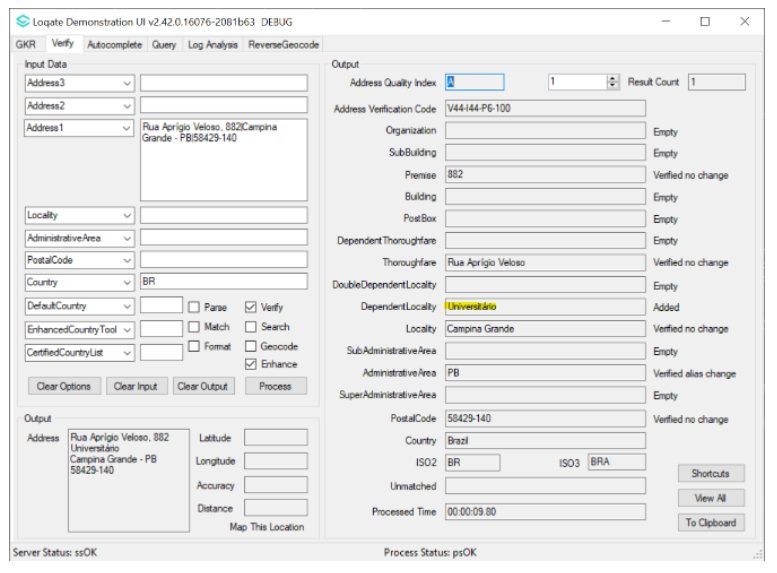 Loqate Demonstration UI v2.42.0.16076-2081b63 DEBUG
GKR Verify Autocomplete Query Log Analysis ReverseGeocode
Input Data
Address3
Address2
Address1 Rua Aprígio Veloso, 882|Campina
Grande - PB|58429-140
Locality
AdministrativeArea
PostalCode
Country BR
DefaultCountry Parse Verify
EnhancedCountryTool Match Search
CertifiedCountryList Format Geocode
Enhance
Clear Options Clear Input Clear Output Process
Output
Address Rua Aprígio Veloso, 882
Universitário
Campina Grande - PB
58429-140
Latitude
Longitude
Accuracy
Distance
Map This Location
Output
Address Quality Index A 1 Result Count 1
Address Verification Code V44-I44-P6-100
Organization Empty
SubBuilding Empty
Premise 882 Verified no change
Building Empty
PostBox Empty
DependentThoroughfare Empty
Thoroughfare Rua Aprígio Veloso Verified no change
DoubleDependentLocality Empty
DependentLocality Universitário Added
Locality Campina Grande Verified no change
SubAdministrativeArea Empty
AdministrativeArea PB Verified alias change
SuperAdministrativeArea Empty
PostalCode 58429-140 Verified no change
Country Brazil
ISO2 BR ISO3 BRA
Unmatched
Processed Time 00:00:09.80
Shortcuts
View All
To Clipboard
Server Status: ssOK Process Status: psOK